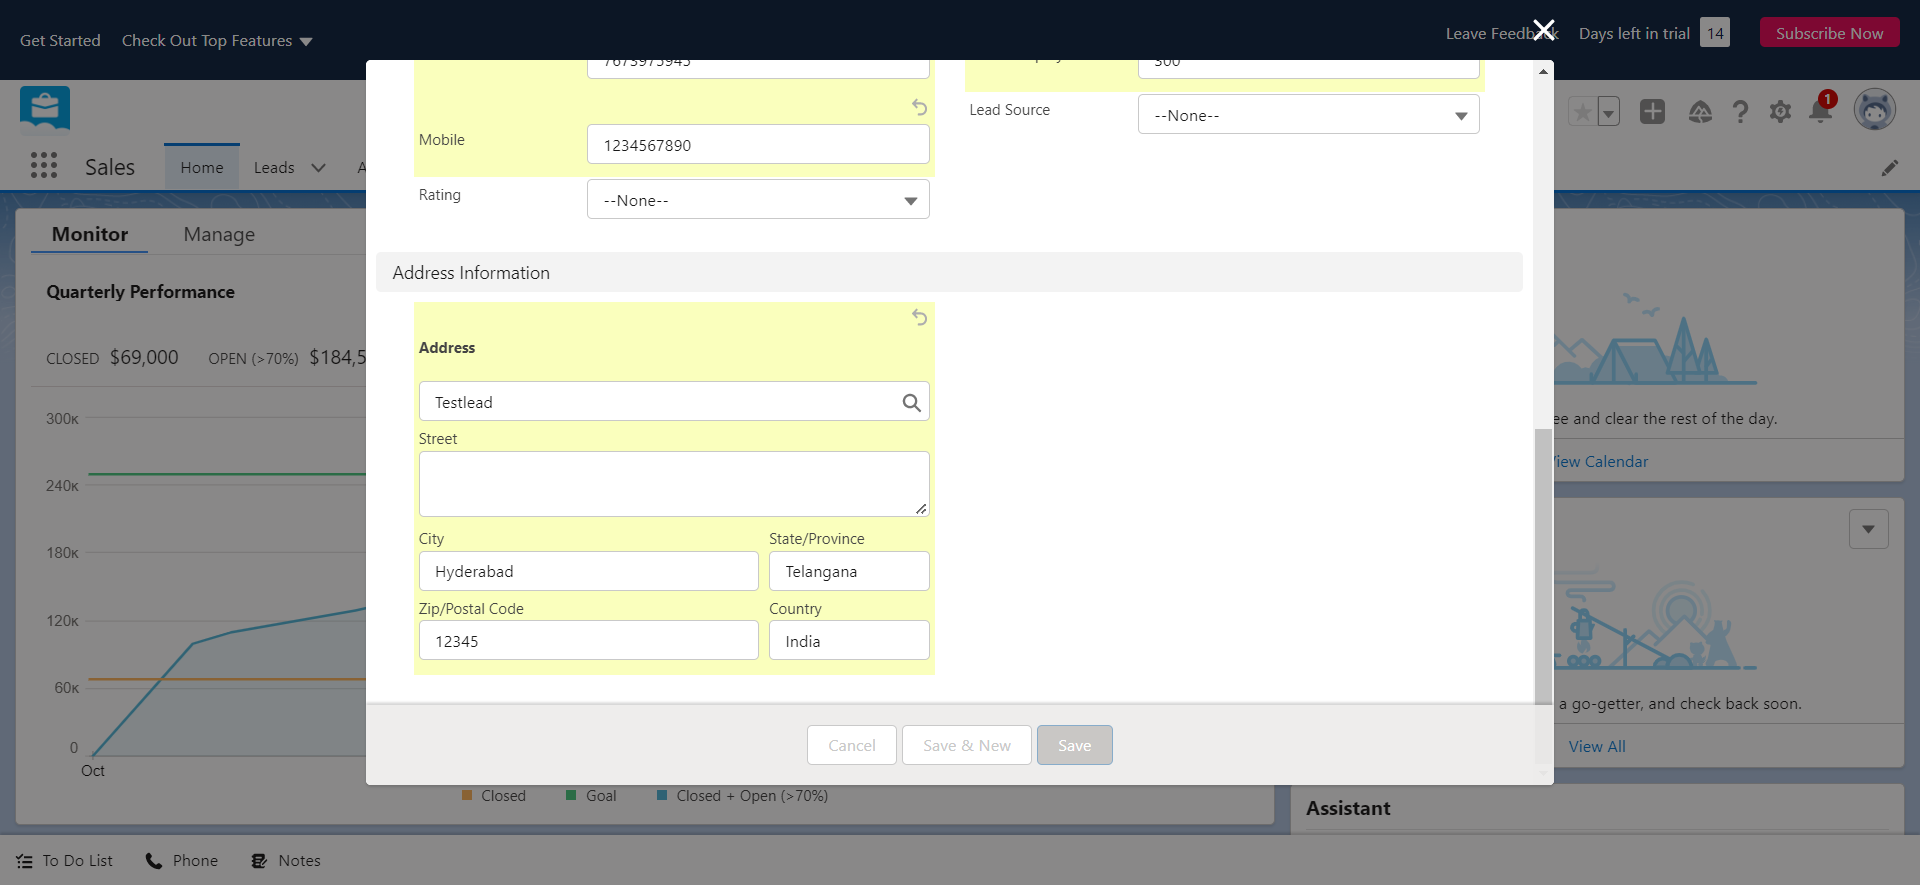 Get Started
Check Out Top Features
Leave Feedback
Days left in trial 14
Subscribe Now
1
Sales
Home
Leads
A
Monitor
Manage
Quarterly Performance
CLOSED $69,000 OPEN (>70%) $184,5
300K
240K
180K
120K
60K
0
Oct
Closed
Goal
Closed + Open (>70%)
7673975945
300
Mobile
1234567890
Lead Source
--None--
Rating
--None--
Address Information
Address
Testlead
Street
City
State/Province
Hyderabad
Telangana
Zip/Postal Code
Country
12345
India
Cancel
Save & New
Save
ee and clear the rest of the day.
View Calendar
a go-getter, and check back soon.
View All
Assistant
To Do List
Phone
Notes